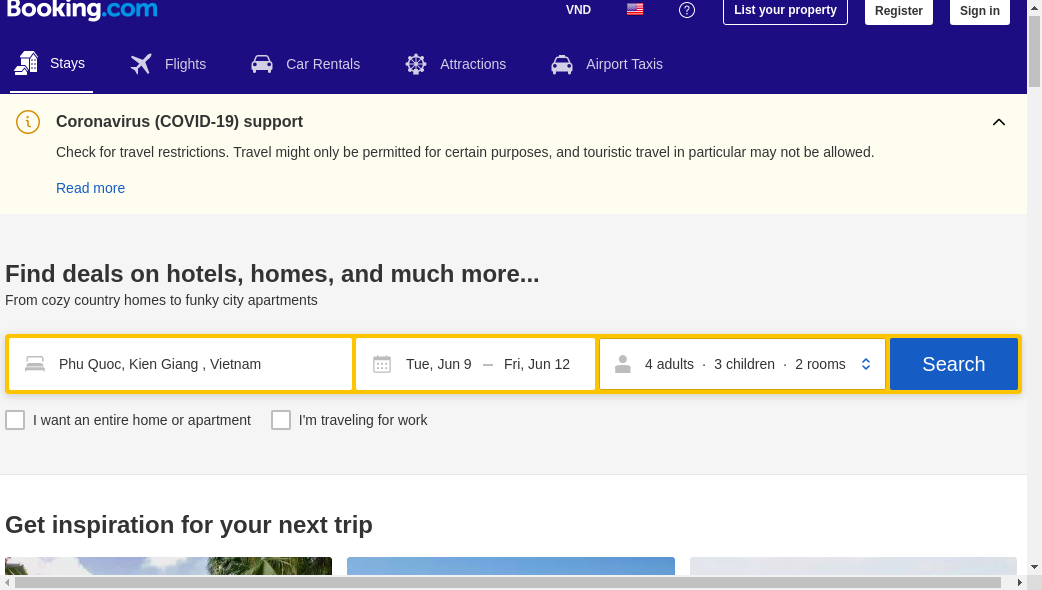 Booking.com
VND
List your property
Register
Sign in
Stays
Flights
Car Rentals
Attractions
Airport Taxis
Coronavirus (COVID-19) support
Check for travel restrictions. Travel might only be permitted for certain purposes, and touristic travel in particular may not be allowed.
Read more
Find deals on hotels, homes, and much more...
From cozy country homes to funky city apartments
Phu Quoc, Kien Giang , Vietnam
Tue, Jun 9 — Fri, Jun 12
4 adults · 3 children · 2 rooms
Search
I want an entire home or apartment
I'm traveling for work
Get inspiration for your next trip